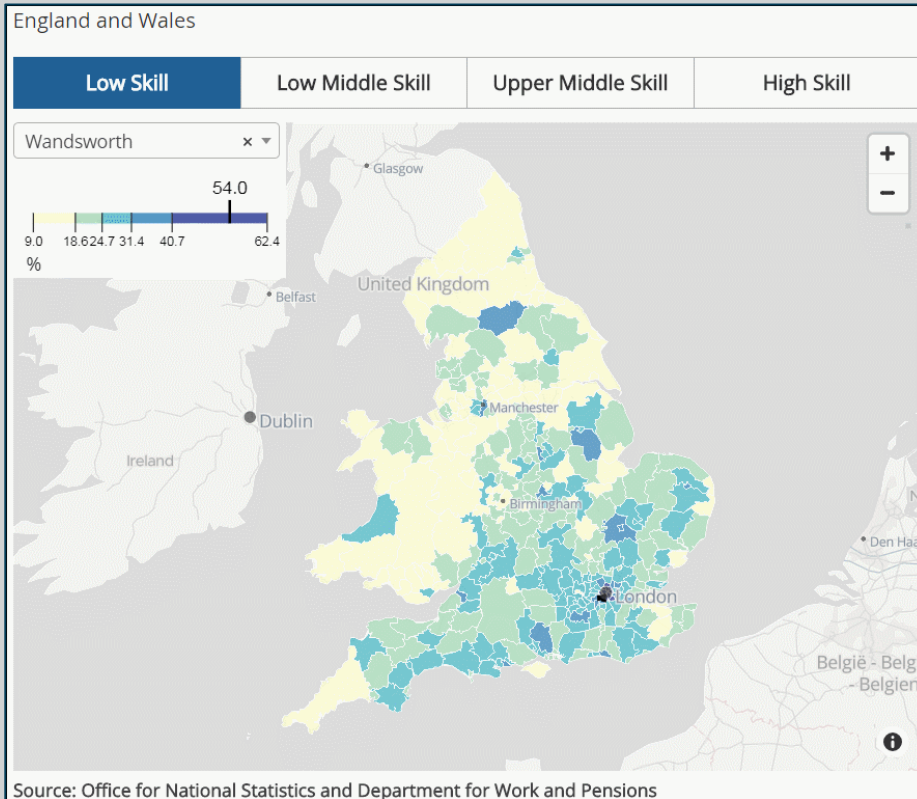 England and Wales
Low Skill
Low Middle Skill
Upper Middle Skill
High Skill
Wandsworth
×
54.0
9.0 18.6 24.7 31.4 40.7 62.4
%
+
−
Glasgow
United Kingdom
Belfast
Manchester
Dublin
Ireland
Birmingham
Den Haa
London
België - Belg
- Belgien
i
Source: Office for National Statistics and Department for Work and Pensions